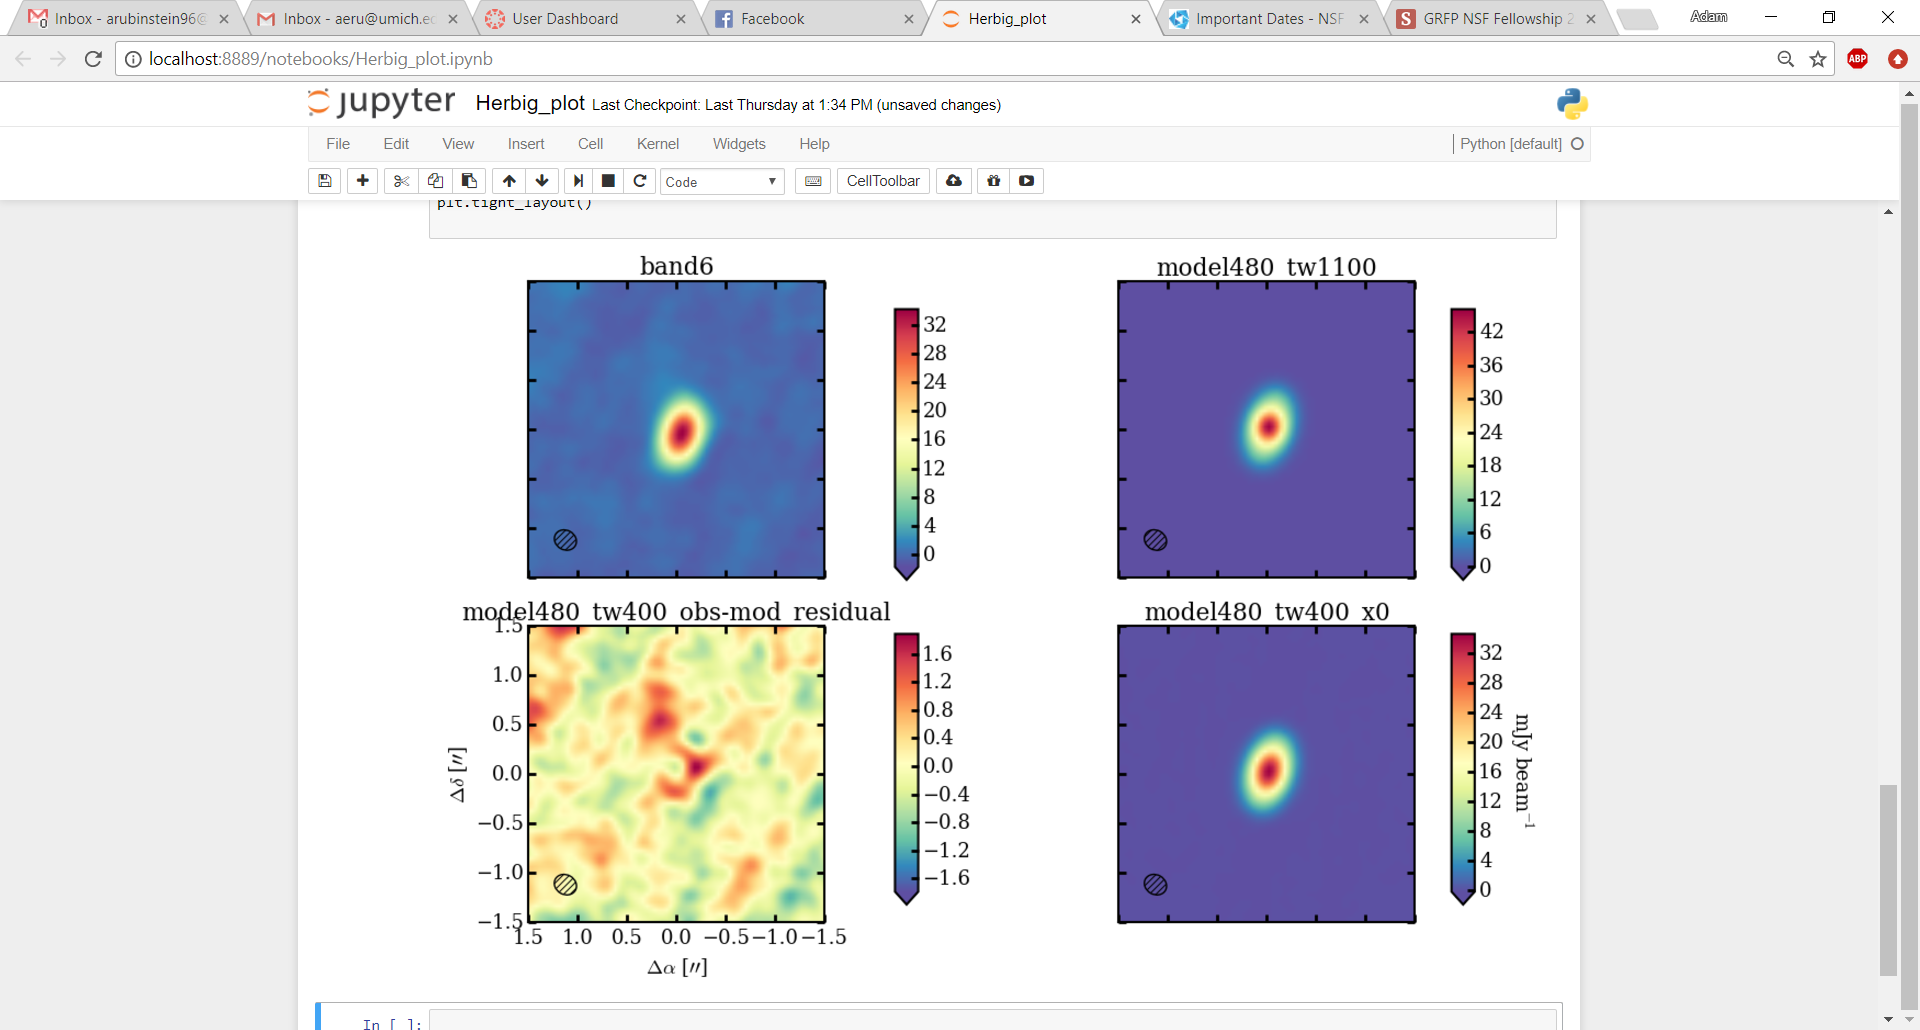 Inbox - arubinstein96@
Inbox - aeru@umich.ec
User Dashboard
Facebook
Herbig_plot
Important Dates - NSF
GRFP NSF Fellowship 2
Adam
localhost:8889/notebooks/Herbig_plot.ipynb
ABP
jupyter Herbig_plot Last Checkpoint: Last Thursday at 1:34 PM (unsaved changes)
File Edit View Insert Cell Kernel Widgets Help
Python [default]
Code
CellToolbar
plt.tight_layout()
band6
32
28
24
20
16
12
8
4
0
model480_tw1100
42
36
30
24
18
12
6
0
model480_tw400_obs-mod_residual
1.5
1.0
0.5
0.0
−0.5
−1.0
−1.5
Δδ [″]
1.5 1.0 0.5 0.0 −0.5 −1.0 −1.5
Δα [″]
1.6
1.2
0.8
0.4
0.0
−0.4
−0.8
−1.2
−1.6
model480_tw400_x0
32
28
24
20
16
12
8
4
0
mJy beam⁻¹
In [ ]: